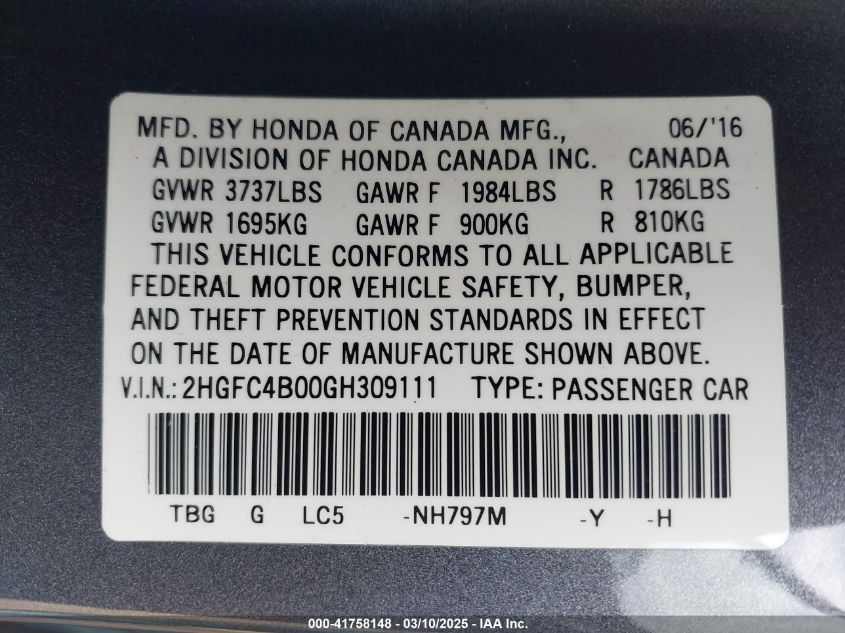 MFD. BY HONDA OF CANADA MFG., 06/'16
A DIVISION OF HONDA CANADA INC. CANADA
GVWR 3737LBS GAWR F 1984LBS R 1786LBS
GVWR 1695KG GAWR F 900KG R 810KG
THIS VEHICLE CONFORMS TO ALL APPLICABLE
FEDERAL MOTOR VEHICLE SAFETY, BUMPER,
AND THEFT PREVENTION STANDARDS IN EFFECT
ON THE DATE OF MANUFACTURE SHOWN ABOVE.
V.I.N.: 2HGFC4B00GH309111 TYPE: PASSENGER CAR
TBG G LC5 -NH797M -Y -H
000-41758148 - 03/10/2025 - IAA Inc.